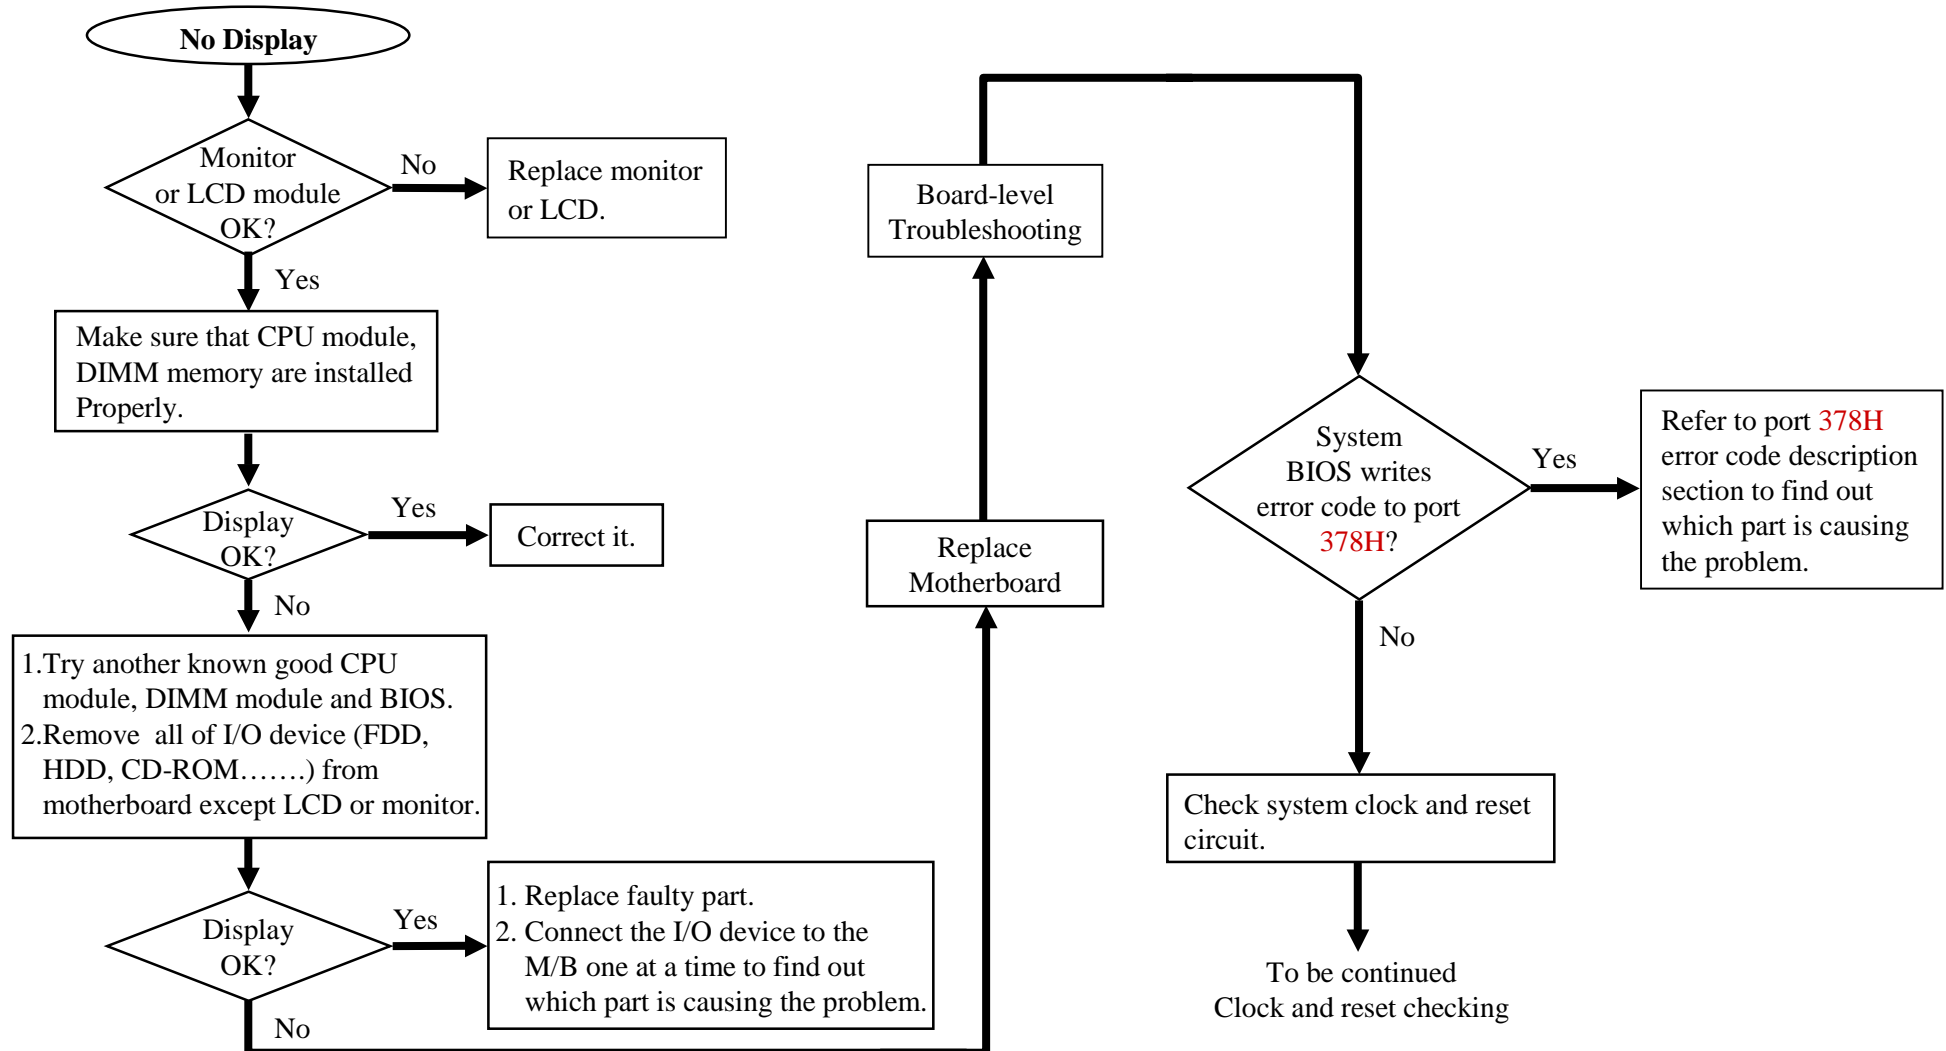 No Display
Monitor
or LCD module
OK?
No
Replace monitor
or LCD.
Yes
Make sure that CPU module,
DIMM memory are installed
Properly.
Display
OK?
Yes
Correct it.
No
1.Try another known good CPU
module, DIMM module and BIOS.
2.Remove  all of I/O device (FDD,
HDD, CD-ROM…….) from
motherboard except LCD or monitor.
Display
OK?
Yes
1. Replace faulty part.
2. Connect the I/O device to the
M/B one at a time to find out
which part is causing the problem.
No
Replace
Motherboard
Board-level
Troubleshooting
System
BIOS writes
error code to port
378H?
Yes
Refer to port 378H
error code description
section to find out
which part is causing
the problem.
No
Check system clock and reset
circuit.
To be continued
Clock and reset checking